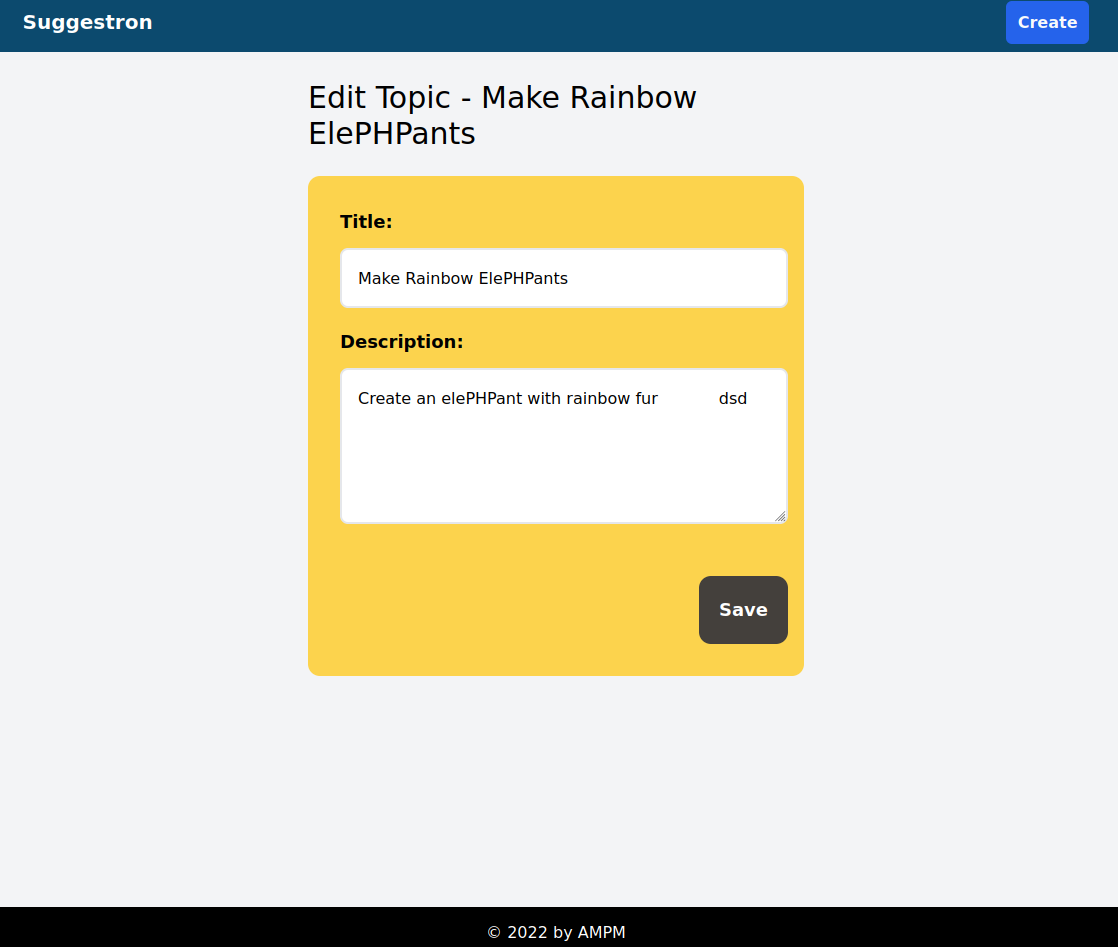 Suggestron
Create
Edit Topic - Make Rainbow
ElePHPants
Title:
Make Rainbow ElePHPants
Description:
Create an elePHPant with rainbow fur dsd
Save
© 2022 by AMPM